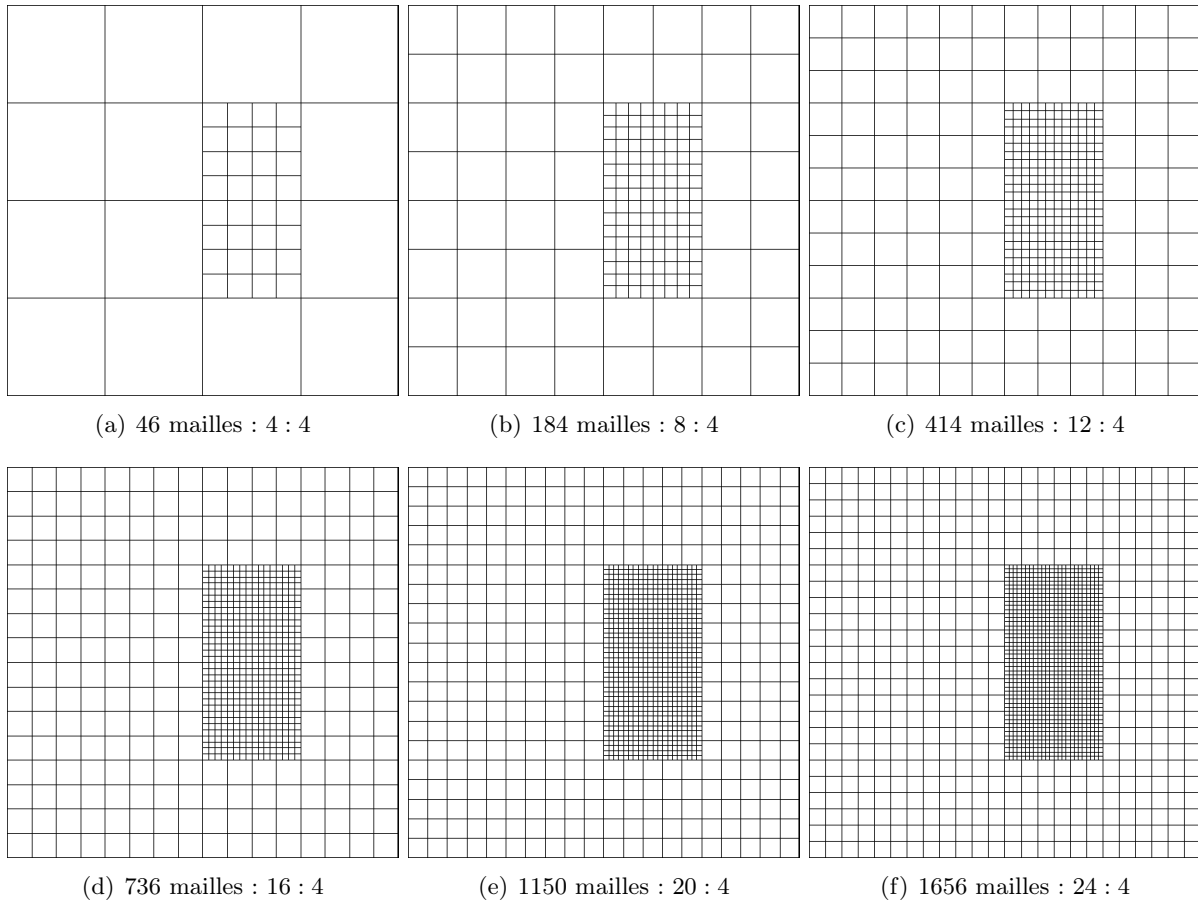 (a) 46 mailles : 4 : 4
(b) 184 mailles : 8 : 4
(c) 414 mailles : 12 : 4
(d) 736 mailles : 16 : 4
(e) 1150 mailles : 20 : 4
(f) 1656 mailles : 24 : 4